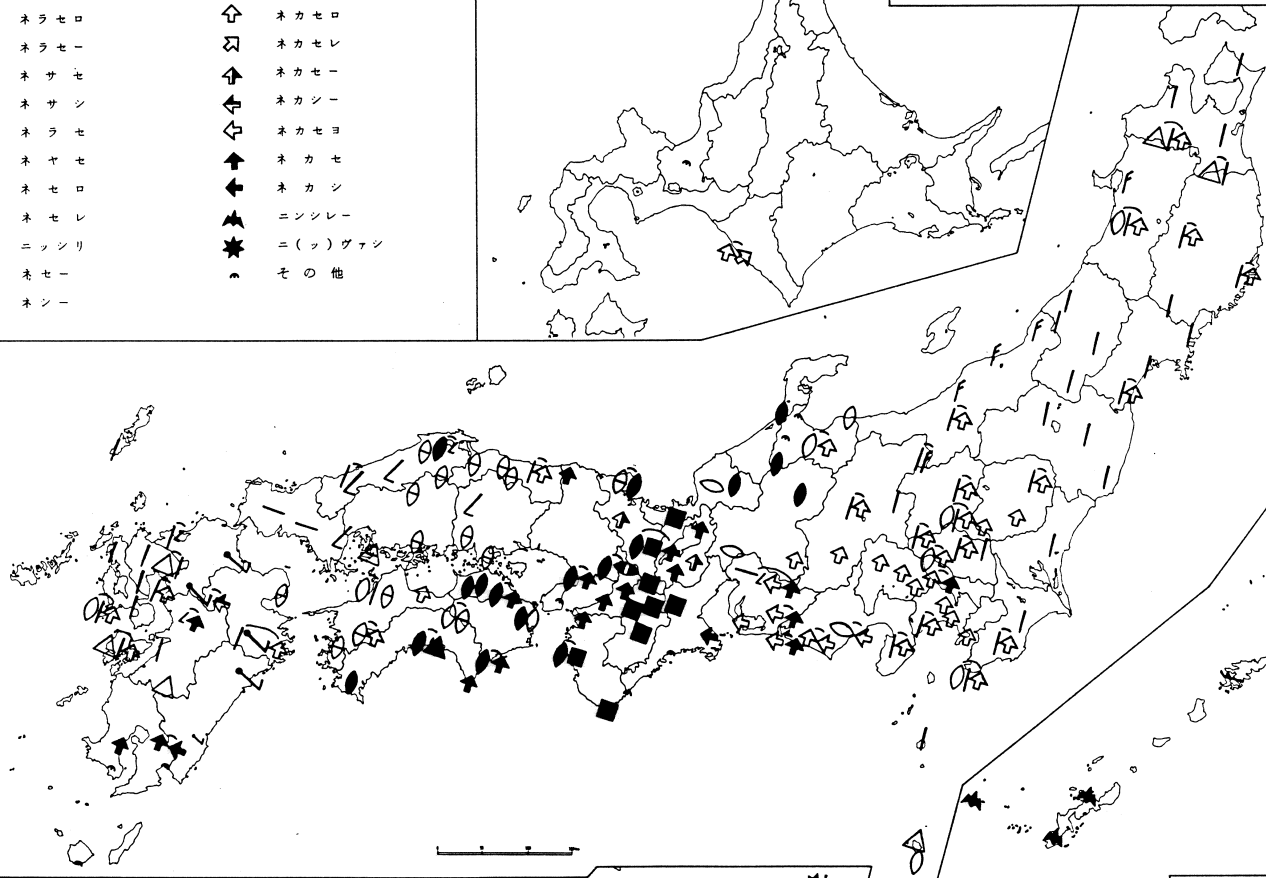 ネラセロ
ネラセー
ネサセ
ネサシ
ネラセ
ネヤセ
ネセロ
ネセレ
ニッシリ
ネセー
ネシー
ネカセロ
ネカセレ
ネカセー
ネカシー
ネカセヨ
ネカセ
ネカシ
ニンシレー
ニ(ッ)ヴァシ
その他